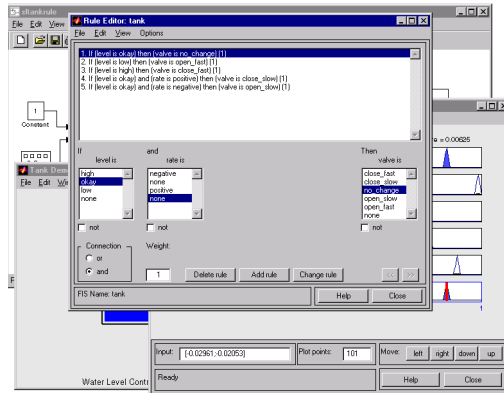 sltankrule
File Edit View
Rule Editor: tank
File Edit View Options
1. If (level is okay) then (valve is no_change) (1)
2. If (level is low) then (valve is open_fast) (1)
3. If (level is high) then (valve is close_fast) (1)
4. If (level is okay) and (rate is positive) then (valve is close_slow) (1)
5. If (level is okay) and (rate is negative) then (valve is open_slow) (1)
1
Constant
= 0.00625
If and Then
level is rate is valve is
high negative close_fast
okay none close_slow
low positive no_change
none none open_slow
open_fast
none
not not not
Tank Dem
File Edit
Connection Weight:
or
and 1 Delete rule Add rule Change rule << >>
FIS Name: tank Help Close
1
Input: [-0.02961;-0.02053] Plot points: 101 Move: left right down up
Ready Help Close
Water Level Contr